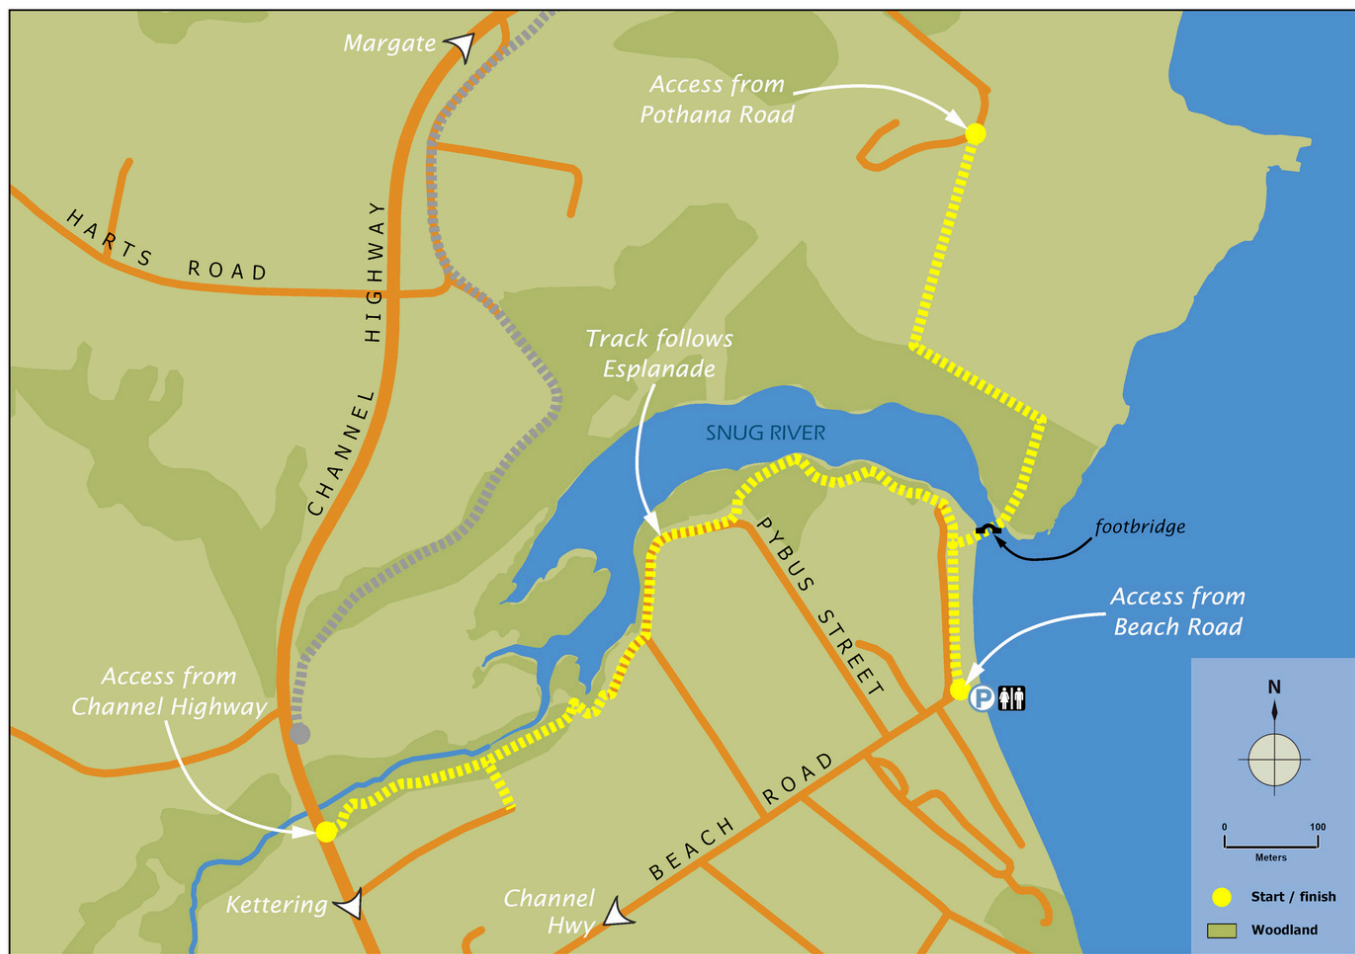 Margate
Access from
Pothana Road
HARTS ROAD
CHANNEL HIGHWAY
Track follows
Esplanade
SNUG RIVER
PYBUS STREET
footbridge
Access from
Beach Road
P
Access from
Channel Highway
BEACH ROAD
Kettering
Channel
Hwy
N
0 100
Meters
Start / finish
Woodland